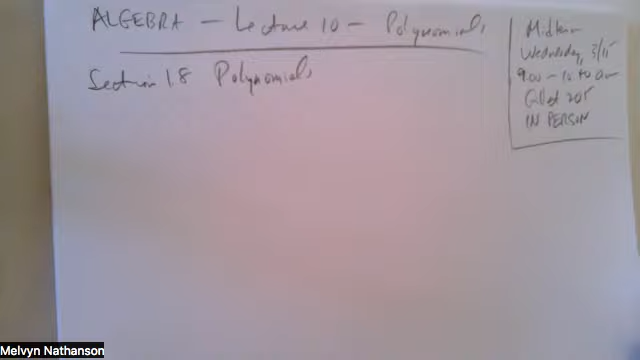 ALGEBRA — Lecture 10 — Polynomials
Section 1.8 Polynomials
Midterm
Wednesday, 3/15
9:00 - 10:40 am
205
IN PERSON
Melvyn Nathanson